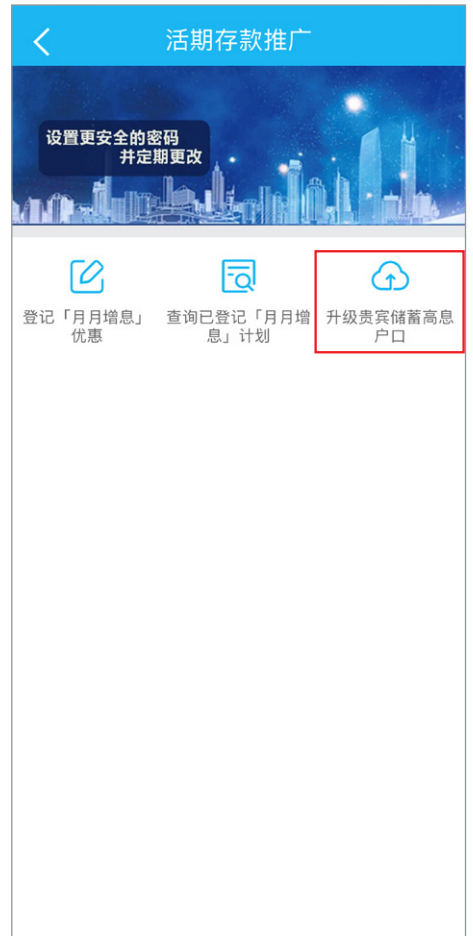 活期存款推广
设置更安全的密码
并定期更改
登记「月月增息」
优惠
查询已登记「月月增
息」计划
升级贵宾储蓄高息
户口